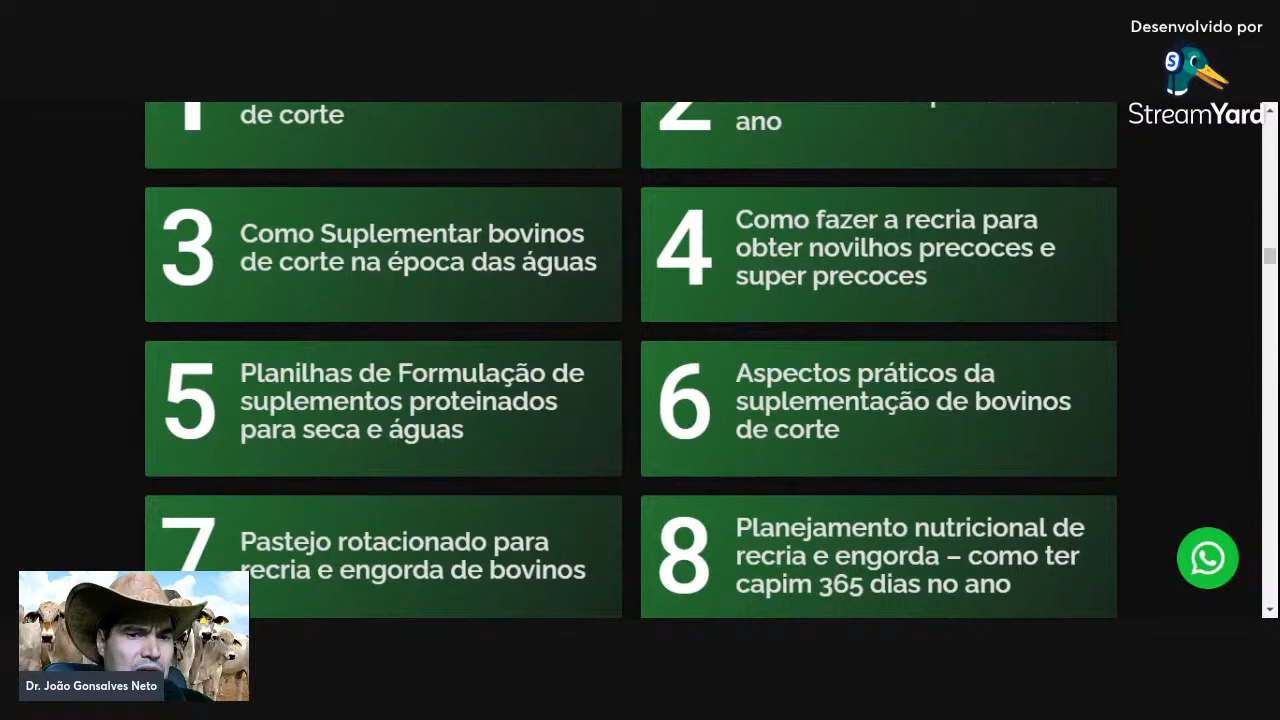 Desenvolvido por
StreamYard
1
de corte
2
ano
3
Como Suplementar bovinos
de corte na época das águas
4
Como fazer a recria para
obter novilhos precoces e
super precoces
5
Planilhas de Formulação de
suplementos proteinados
para seca e águas
6
Aspectos práticos da
suplementação de bovinos
de corte
7
Pastejo rotacionado para
recria e engorda de bovinos
8
Planejamento nutricional de
recria e engorda – como ter
capim 365 dias no ano
Dr. João Gonsalves Neto